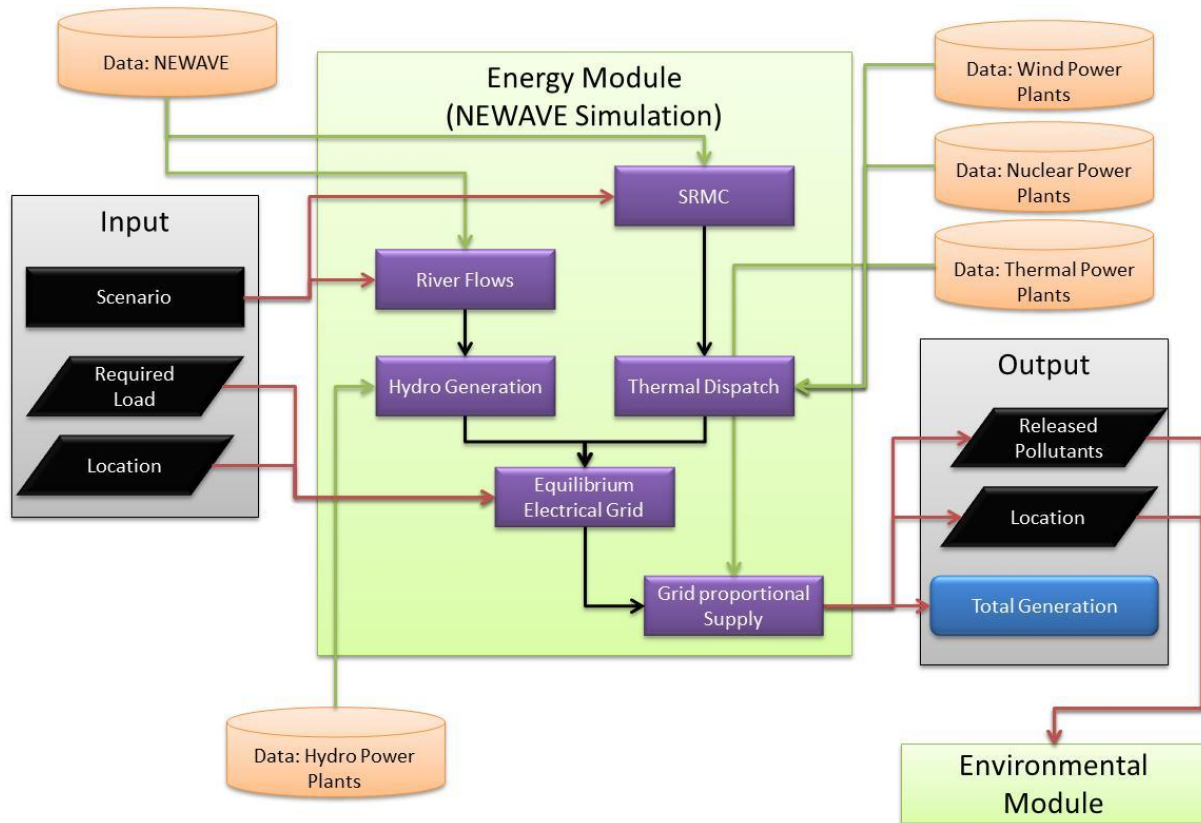 Data: NEWAVE
Energy Module
(NEWAVE Simulation)
Data: Wind Power
Plants
Data: Nuclear Power
Plants
Data: Thermal Power
Plants
Input
Scenario
Required
Load
Location
SRMC
River Flows
Hydro Generation
Thermal Dispatch
Equilibrium
Electrical Grid
Grid proportional
Supply
Output
Released
Pollutants
Location
Total Generation
Data: Hydro Power
Plants
Environmental
Module